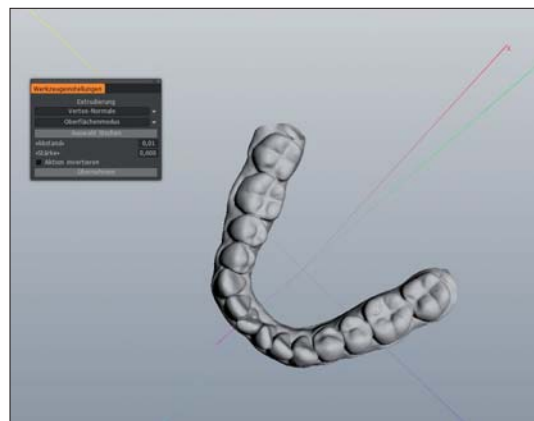 Werkzeugeinstellungen
Extrudierung
Vertex-Normale
Oberflächenmodus
Auswahl löschen
«Abstand» 0,01
«Stärke» 0,600
Aktion invertieren
Übernehmen
x